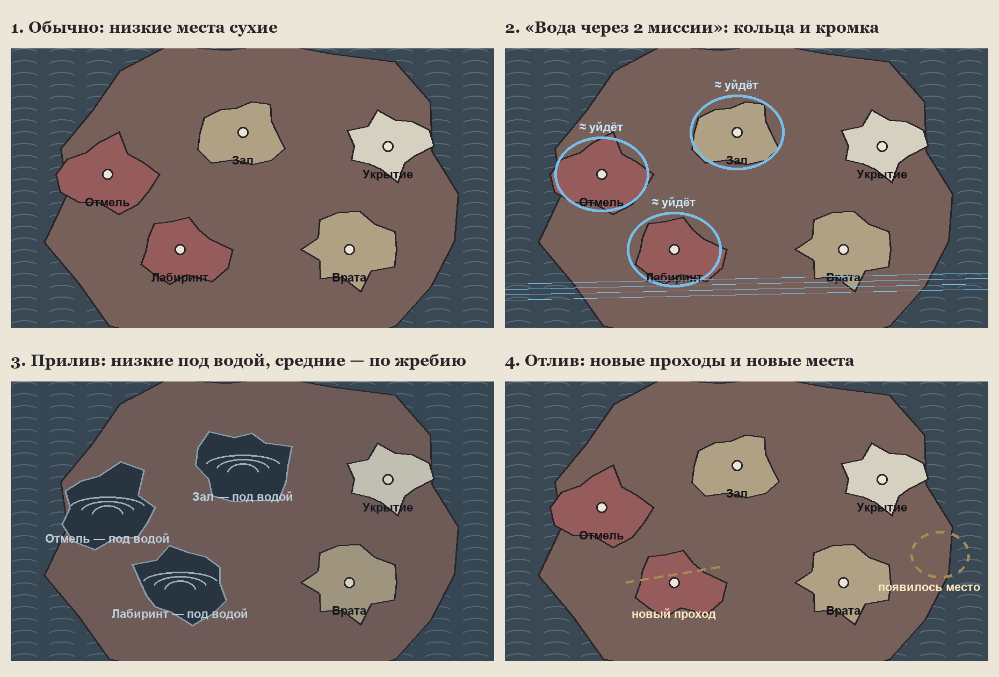 1. Обычно: низкие места сухие
Зал
Укрытие
Отмель
Лабиринт
Врата
2. «Вода через 2 миссии»: кольца и кромка
≈ уйдёт
≈ уйдёт
Зал
Укрытие
Отмель
≈ уйдёт
Лабиринт
Врата
3. Прилив: низкие под водой, средние — по жребию
Зал — под водой
Укрытие
Отмель — под водой
Лабиринт — под водой
Врата
4. Отлив: новые проходы и новые места
Зал
Укрытие
Отмель
появилось место
новый проход
Врата